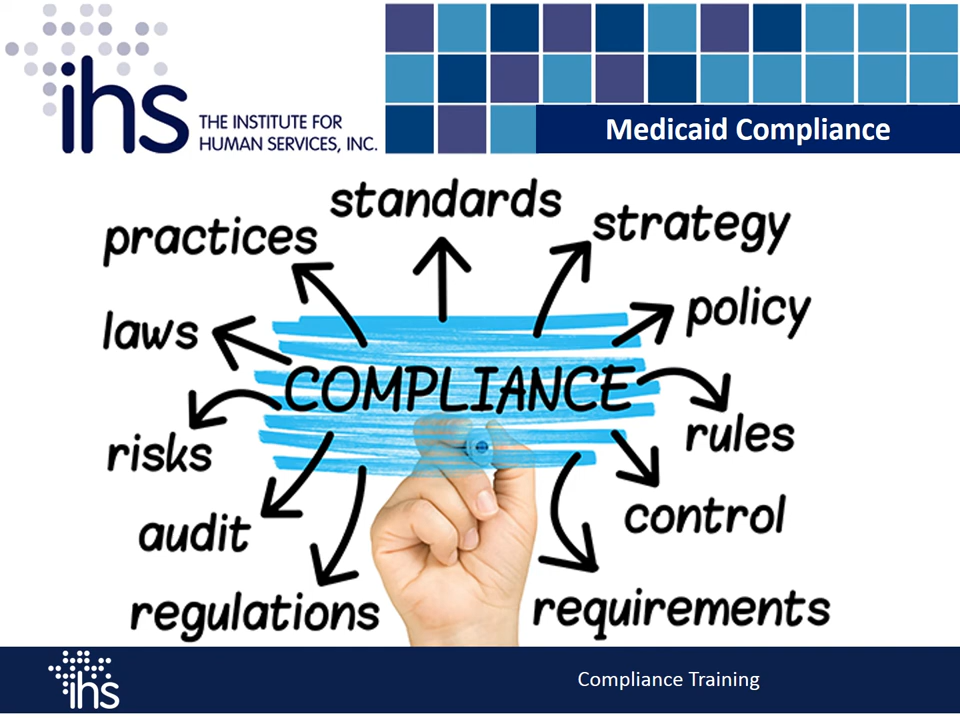 ihs
THE INSTITUTE FOR
HUMAN SERVICES, INC.
Medicaid Compliance
standards
practices
strategy
laws
policy
COMPLIANCE
risks
rules
audit
control
regulations
requirements
ihs
Compliance Training